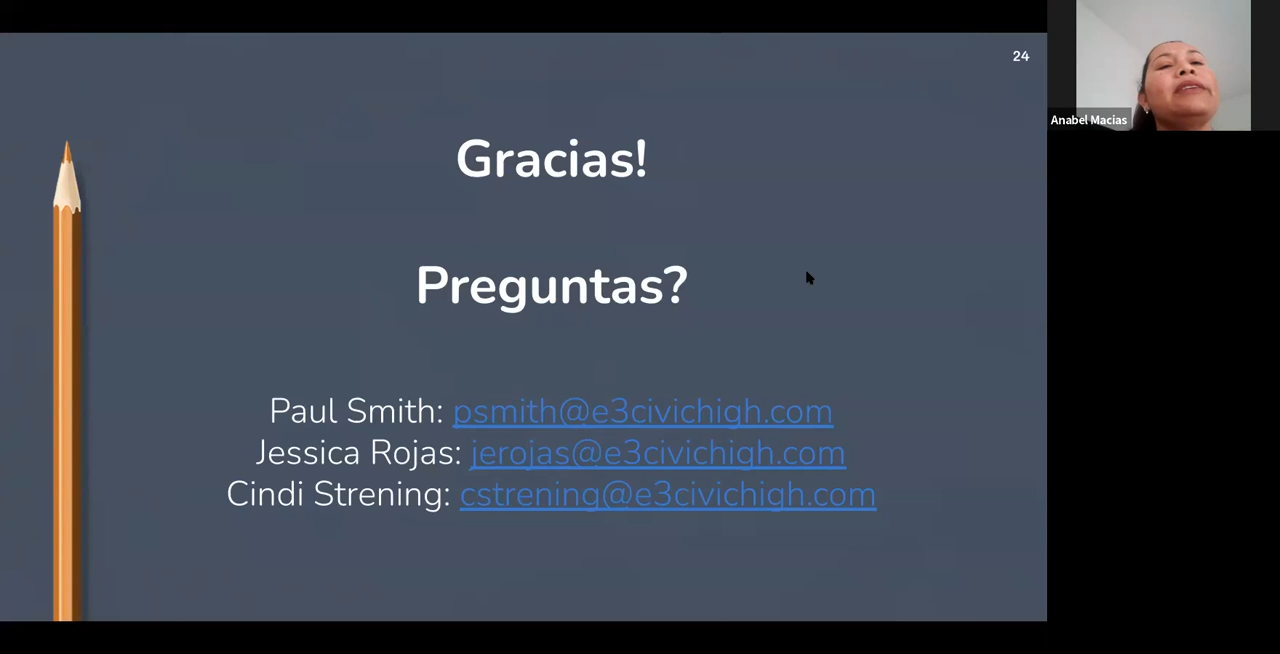 24
Gracias!
Preguntas?
Paul Smith: psmith@e3civichigh.com
Jessica Rojas: jerojas@e3civichigh.com
Cindi Strening: cstrening@e3civichigh.com
Anabel Macias